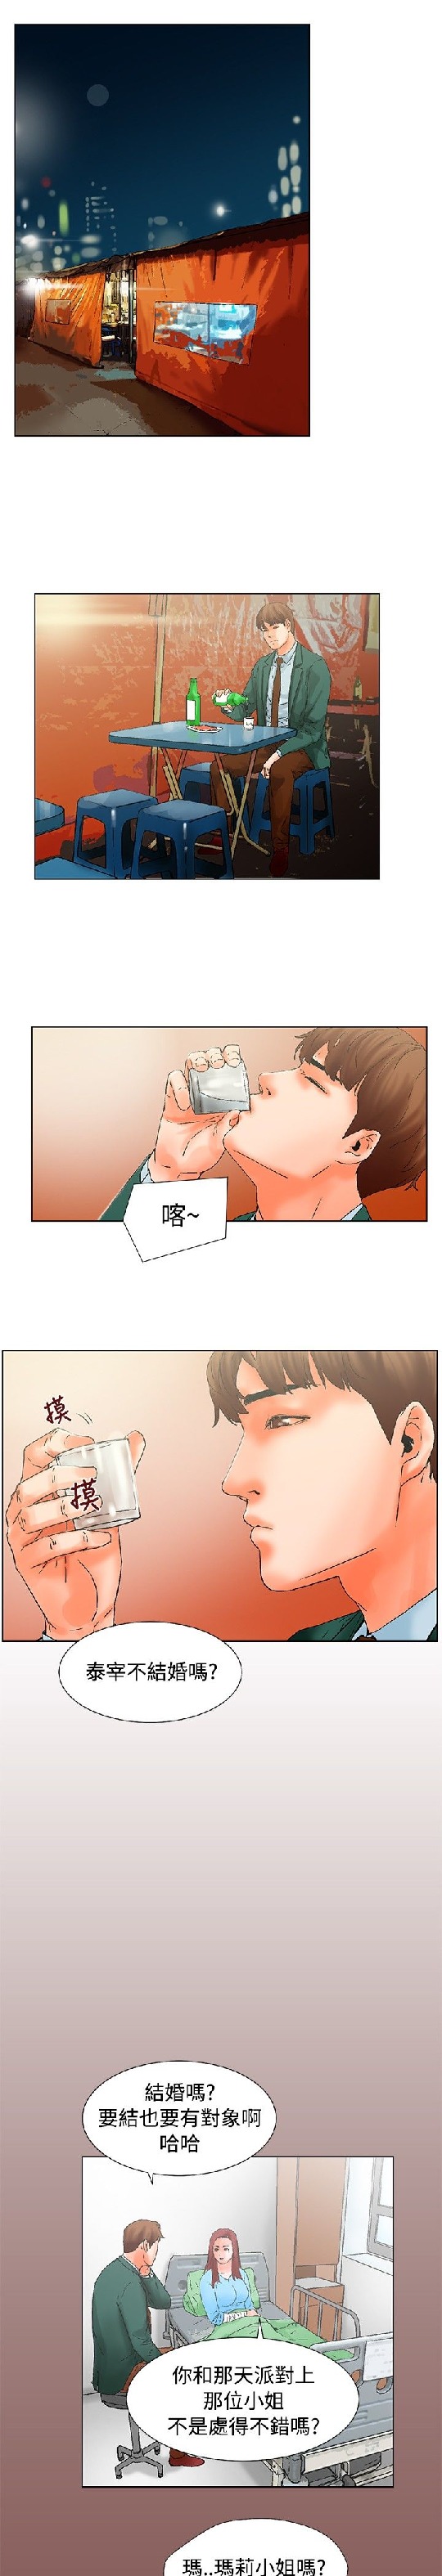 喀~
摸
摸
泰宰不結婚嗎?
結婚嗎?
要結也要有對象啊
哈哈
你和那天派對上
那位小姐
不是處得不錯嗎?
瑪..瑪莉小姐嗎?